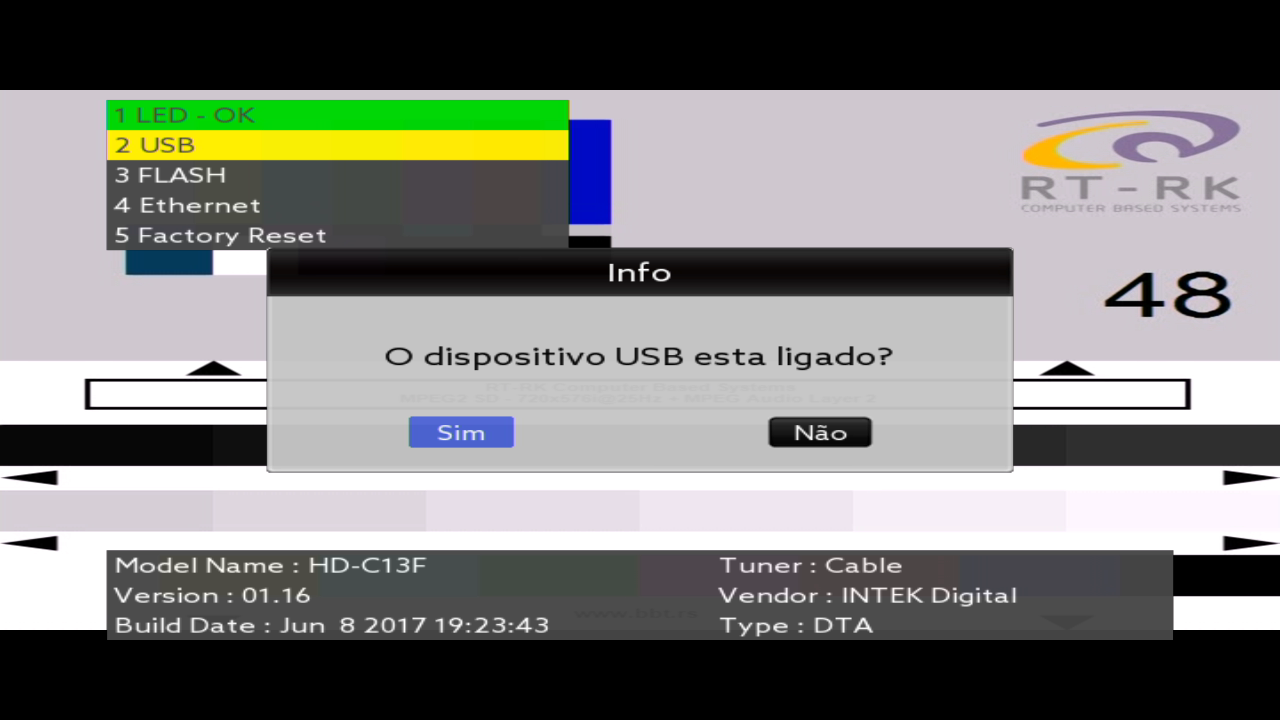 1 LED - OK
2 USB
3 FLASH
4 Ethernet
5 Factory Reset
RT-RK
COMPUTER BASED SYSTEMS
48
Info
O dispositivo USB esta ligado?
RT-RK Computer Based Systems
MPEG2 SD - 720x576i@25Hz + MPEG Audio Layer 2
Sim
Não
Model Name : HD-C13F
Tuner : Cable
Version : 01.16
Vendor : INTEK Digital
Build Date : Jun  8 2017 19:23:43
Type : DTA